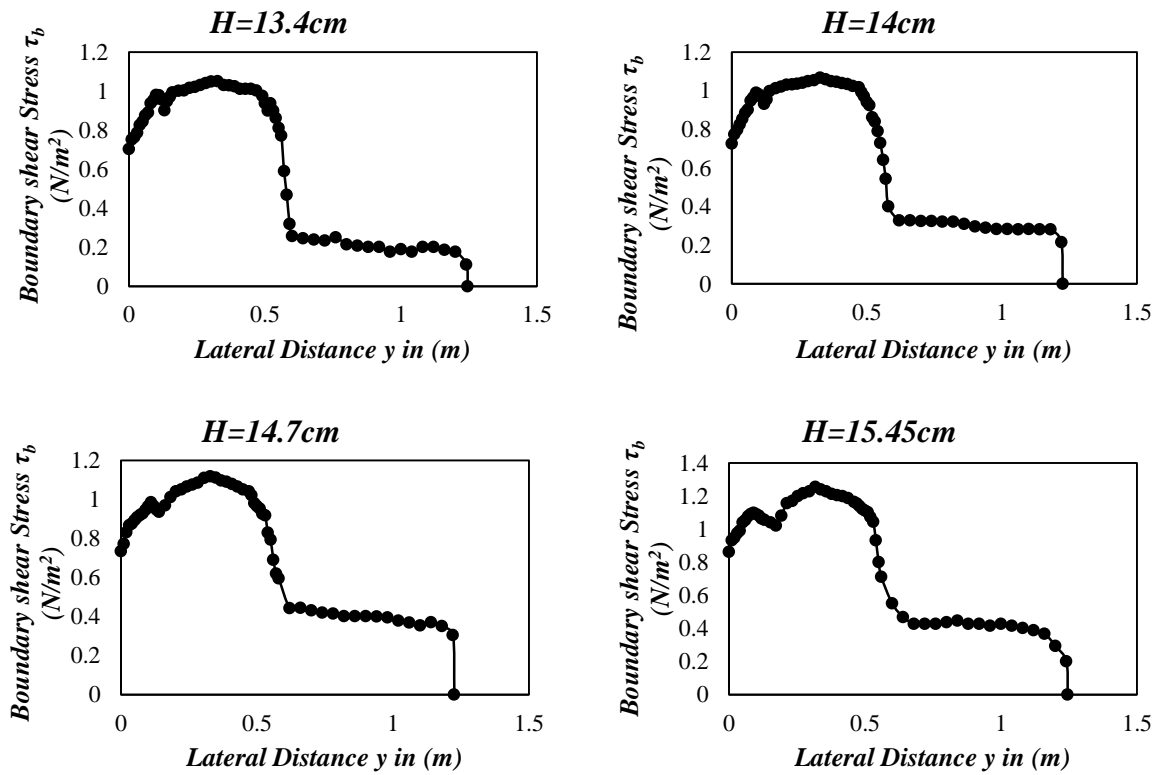 H=13.4cm
Boundary shear Stress τb
(N/m²)
1.2
1
0.8
0.6
0.4
0.2
0
0
0.5
1
1.5
Lateral Distance y in (m)
H=14cm
Boundary shear Stress τb
(N/m²)
1.2
1
0.8
0.6
0.4
0.2
0
0
0.5
1
1.5
Lateral Distance y in (m)
H=14.7cm
Boundary shear Stress τb
(N/m²)
1.2
1
0.8
0.6
0.4
0.2
0
0
0.5
1
1.5
Lateral Distance y in (m)
H=15.45cm
Boundary shear Stress τb
(N/m²)
1.4
1.2
1
0.8
0.6
0.4
0.2
0
0
0.5
1
1.5
Lateral Distance y in (m)